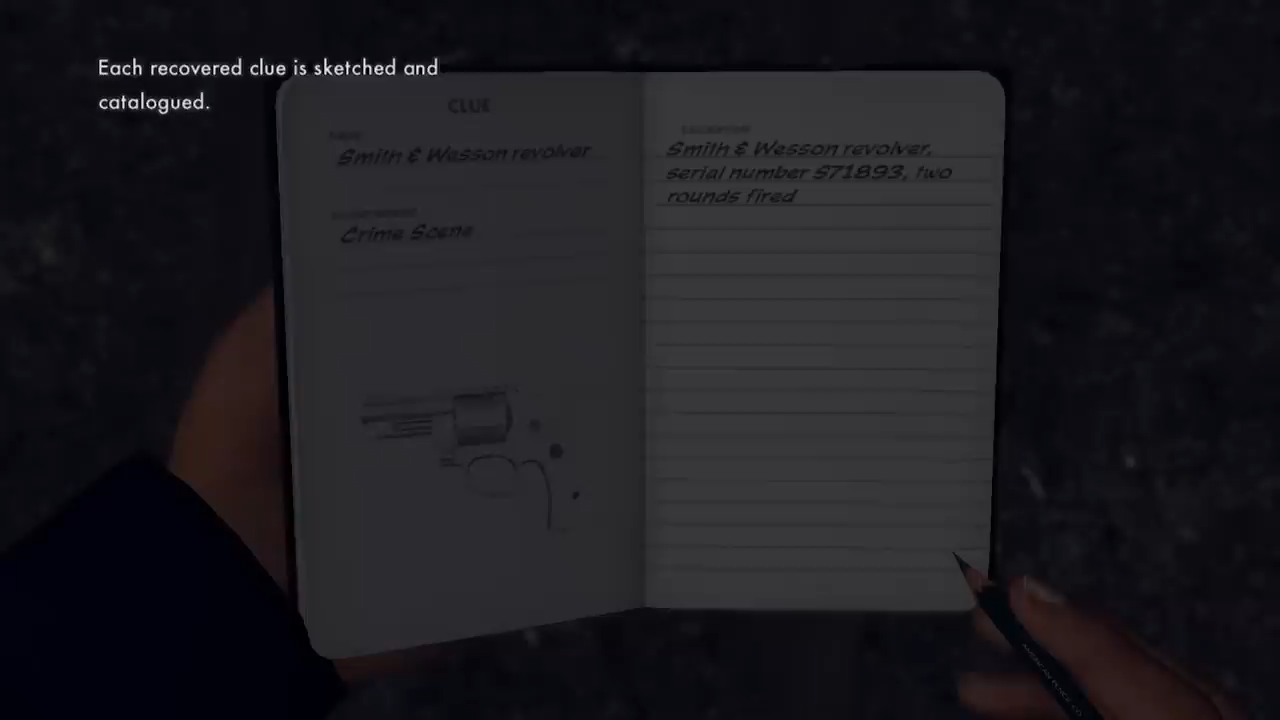 Each recovered clue is sketched and
catalogued.
CLUE
Smith & Wesson revolver
Crime Scene
Smith & Wesson revolver,
serial number S71893, two
rounds fired